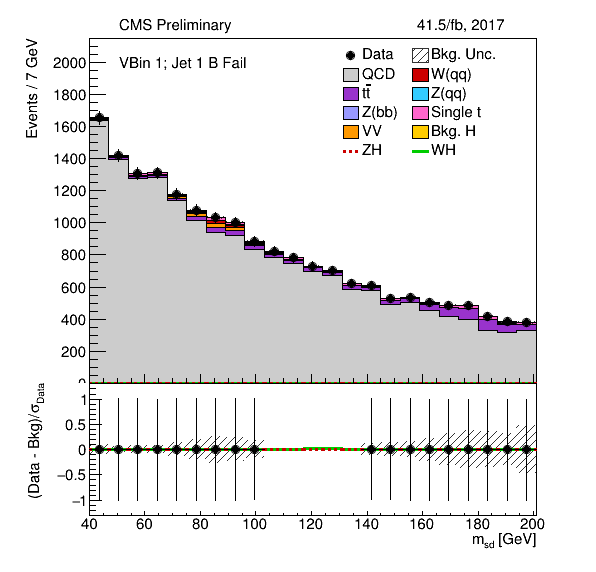 CMS Preliminary 41.5/fb, 2017
Events / 7 GeV
VBin 1; Jet 1 B Fail
Data
Bkg. Unc.
QCD
W(qq)
tt̄
Z(qq)
Z(bb)
Single t
VV
Bkg. H
ZH
WH
2000
1800
1600
1400
1200
1000
800
600
400
200
0
(Data - Bkg)/σData
1
0.5
0
−0.5
−1
40 60 80 100 120 140 160 180 200
msd [GeV]